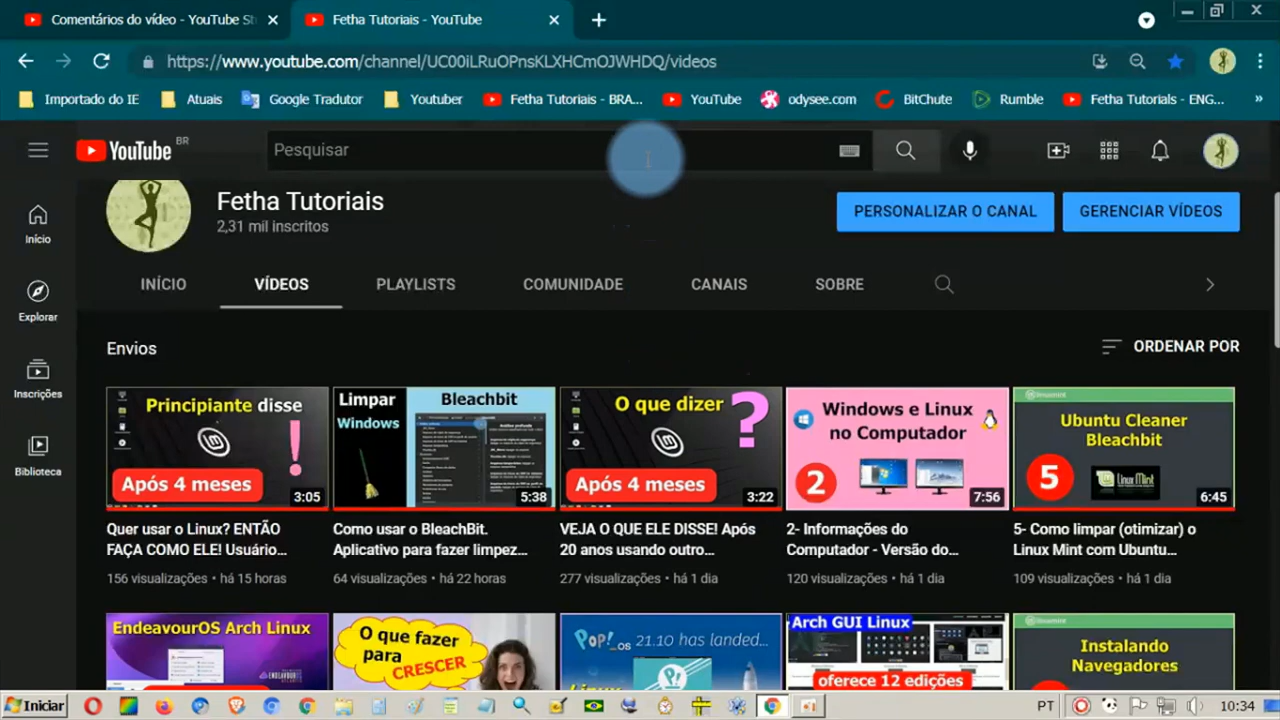 Comentários do vídeo - YouTube St
Fetha Tutoriais - YouTube
https://www.youtube.com/channel/UC00iLRuOPnsKLXHCmOJWHDQ/videos
Importado do IE
Atuais
Google Tradutor
Youtuber
Fetha Tutoriais - BRA...
YouTube
odysee.com
BitChute
Rumble
Fetha Tutorials - ENG...
»
YouTube BR
Pesquisar
Fetha Tutoriais
2,31 mil inscritos
PERSONALIZAR O CANAL
GERENCIAR VÍDEOS
Início
Explorar
Inscrições
Biblioteca
INÍCIO
VÍDEOS
PLAYLISTS
COMUNIDADE
CANAIS
SOBRE
Envios
ORDENAR POR
Principiante disse
!
Após 4 meses
3:05
Quer usar o Linux? ENTÃO
FAÇA COMO ELE! Usuário...
156 visualizações • há 15 horas
Limpar
Windows
Bleachbit
5:38
Como usar o BleachBit.
Aplicativo para fazer limpez...
64 visualizações • há 22 horas
O que dizer
?
Após 4 meses
3:22
VEJA O QUE ELE DISSE! Após
20 anos usando outro...
277 visualizações • há 1 dia
Windows e Linux
no Computador
2
7:56
2- Informações do
Computador - Versão do...
120 visualizações • há 1 dia
Ubuntu Cleaner
Bleachbit
5
Linux Mint
6:45
5- Como limpar (otimizar) o
Linux Mint com Ubuntu...
109 visualizações • há 1 dia
EndeavourOS Arch Linux
O que fazer
para
CRESCER
Pop!_os 21.10 has landed...
Arch GUI Linux
oferece 12 edições
Instalando
Navegadores
Iniciar
PT
10:34